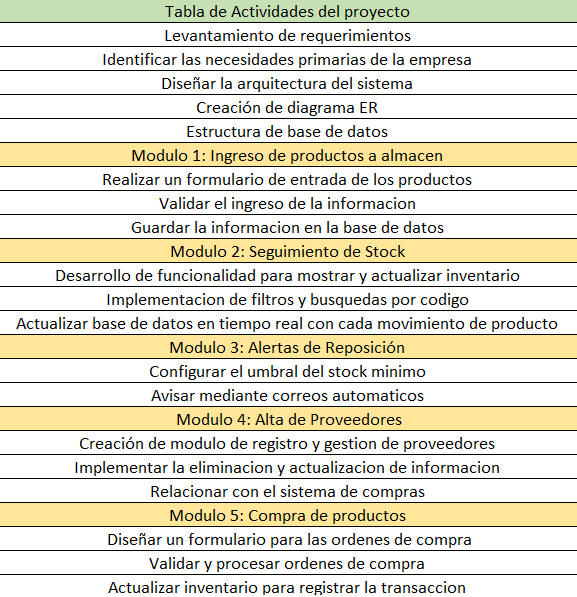 Tabla de Actividades del proyecto
Levantamiento de requerimientos
Identificar las necesidades primarias de la empresa
Diseñar la arquitectura del sistema
Creación de diagrama ER
Estructura de base de datos
Modulo 1: Ingreso de productos a almacen
Realizar un formulario de entrada de los productos
Validar el ingreso de la informacion
Guardar la informacion en la base de datos
Modulo 2: Seguimiento de Stock
Desarrollo de funcionalidad para mostrar y actualizar inventario
Implementacion de filtros y busquedas por codigo
Actualizar base de datos en tiempo real con cada movimiento de producto
Modulo 3: Alertas de Reposición
Configurar el umbral del stock minimo
Avisar mediante correos automaticos
Modulo 4: Alta de Proveedores
Creación de modulo de registro y gestion de proveedores
Implementar la eliminacion y actualizacion de informacion
Relacionar con el sistema de compras
Modulo 5: Compra de productos
Diseñar un formulario para las ordenes de compra
Validar y procesar ordenes de compra
Actualizar inventario para registrar la transaccion